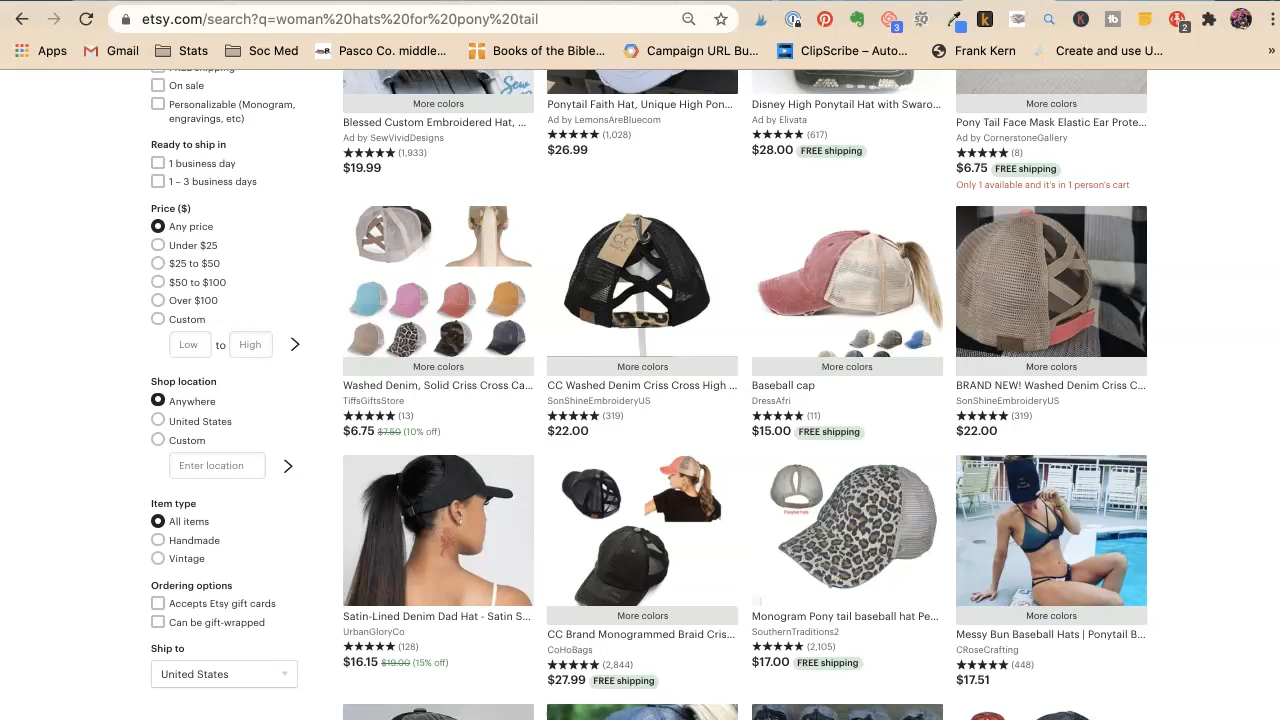 etsy.com/search?q=woman%20hats%20for%20pony%20tail
3
2
Apps
Gmail
Stats
Soc Med
Pasco Co. middle...
Books of the Bible...
Campaign URL Bu...
ClipScribe – Auto...
Frank Kern
Create and use U...
»
On sale
Personalizable (Monogram,
engravings, etc)
Ready to ship in
1 business day
1 – 3 business days
Price ($)
Any price
Under $25
$25 to $50
$50 to $100
Over $100
Custom
Low to High
Shop location
Anywhere
United States
Custom
Enter location
Item type
All items
Handmade
Vintage
Ordering options
Accepts Etsy gift cards
Can be gift-wrapped
Ship to
United States
Sew
More colors
Blessed Custom Embroidered Hat, ...
Ad by SewVividDesigns
★★★★★ (1,933)
$19.99
Ponytail Faith Hat, Unique High Pon...
Ad by LemonsAreBluecom
★★★★★ (1,028)
$26.99
Disney High Ponytail Hat with Swaro...
Ad by Elivata
★★★★★ (617)
$28.00 FREE shipping
More colors
Pony Tail Face Mask Elastic Ear Prote...
Ad by CornerstoneGallery
★★★★★ (8)
$6.75 FREE shipping
Only 1 available and it's in 1 person's cart
More colors
Washed Denim, Solid Criss Cross Ca...
TiffsGiftsStore
★★★★★ (13)
$6.75 $7.50 (10% off)
CC
More colors
CC Washed Denim Criss Cross High ...
SonShineEmbroideryUS
★★★★★ (319)
$22.00
More colors
Baseball cap
DressAfri
★★★★★ (11)
$15.00 FREE shipping
More colors
BRAND NEW! Washed Denim Criss C...
SonShineEmbroideryUS
★★★★★ (319)
$22.00
Satin-Lined Denim Dad Hat - Satin S...
UrbanGloryCo
★★★★★ (128)
$16.15 $19.00 (15% off)
More colors
CC Brand Monogrammed Braid Cris...
CoHoBags
★★★★★ (2,844)
$27.99 FREE shipping
Ponytail hats
Monogram Pony tail baseball hat Pe...
SouthernTraditions2
★★★★★ (2,105)
$17.00 FREE shipping
More colors
Messy Bun Baseball Hats | Ponytail B...
CRoseCrafting
★★★★★ (448)
$17.51